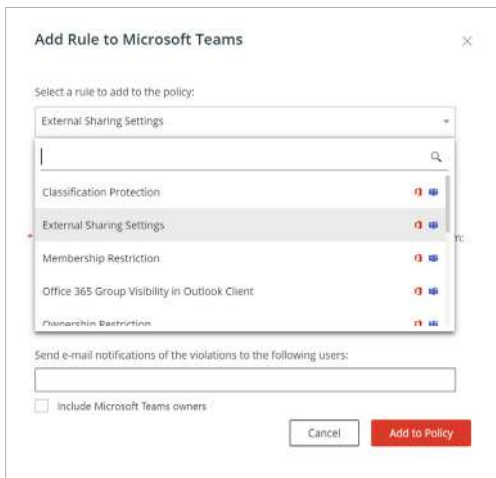 Add Rule to Microsoft Teams
Select a rule to add to the policy:
External Sharing Settings
Classification Protection
External Sharing Settings
* m:
Membership Restriction
Office 365 Group Visibility in Outlook Client
Ownership Restriction
Send e-mail notifications of the violations to the following users:
Include Microsoft Teams owners
Cancel Add to Policy